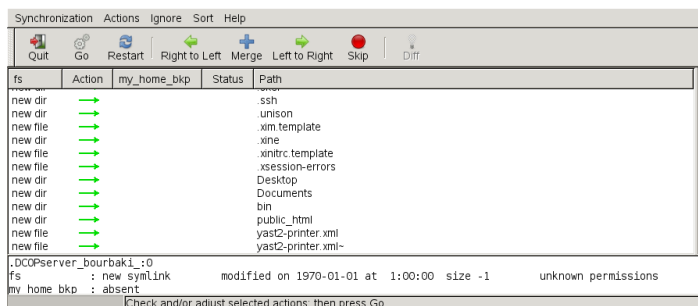 Synchronization Actions Ignore Sort Help
Quit Go Restart Right to Left Merge Left to Right Skip Diff
fs Action my_home_bkp Status Path
new dir .ssh
new dir .unison
new file .xim.template
new dir .xine
new file .xinitrc.template
new file .xsession-errors
new dir Desktop
new dir Documents
new dir bin
new dir public_html
new file yast2-printer.xml
new file yast2-printer.xml~
.DCOPserver_bourbaki_:0
fs : new symlink modified on 1970-01-01 at 1:00:00 size -1 unknown permissions
my_home_bkp : absent
Check and/or adjust selected actions; then press Go